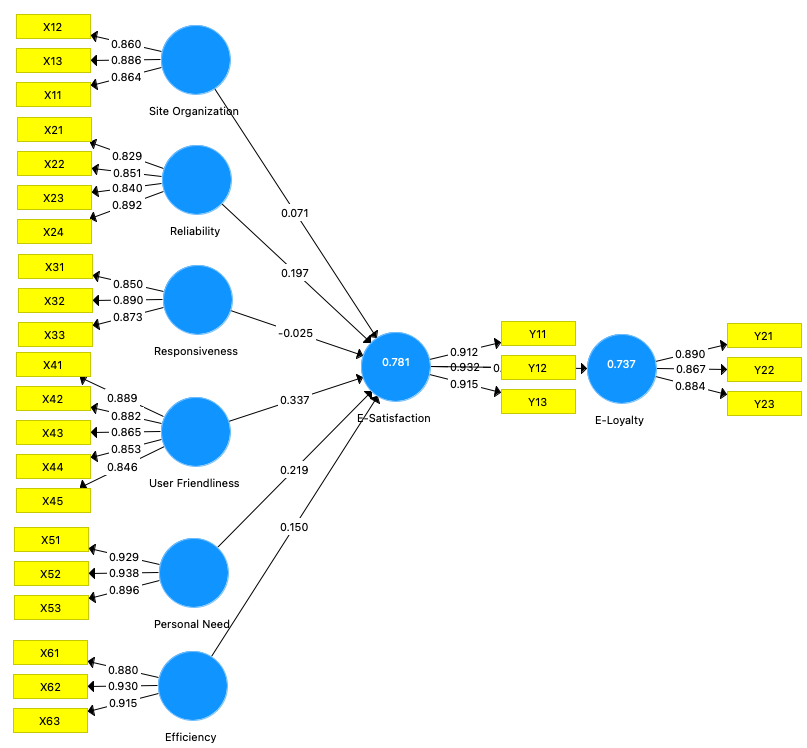 X12
0.860
X13
0.886
X11
0.864
Site Organization
X21
0.829
X22
0.851
X23
0.840
X24
0.892
Reliability
X31
0.850
X32
0.890
X33
0.873
Responsiveness
X41
0.889
X42
0.882
X43
0.865
X44
0.853
X45
0.846
User Friendliness
X51
0.929
X52
0.938
X53
0.896
Personal Need
X61
0.880
X62
0.930
X63
0.915
Efficiency
0.071
0.197
-0.025
0.337
0.219
0.150
0.781
E-Satisfaction
Y11
0.912
Y12
0.932
Y13
0.915
0.737
E-Loyalty
Y21
0.890
Y22
0.867
Y23
0.884